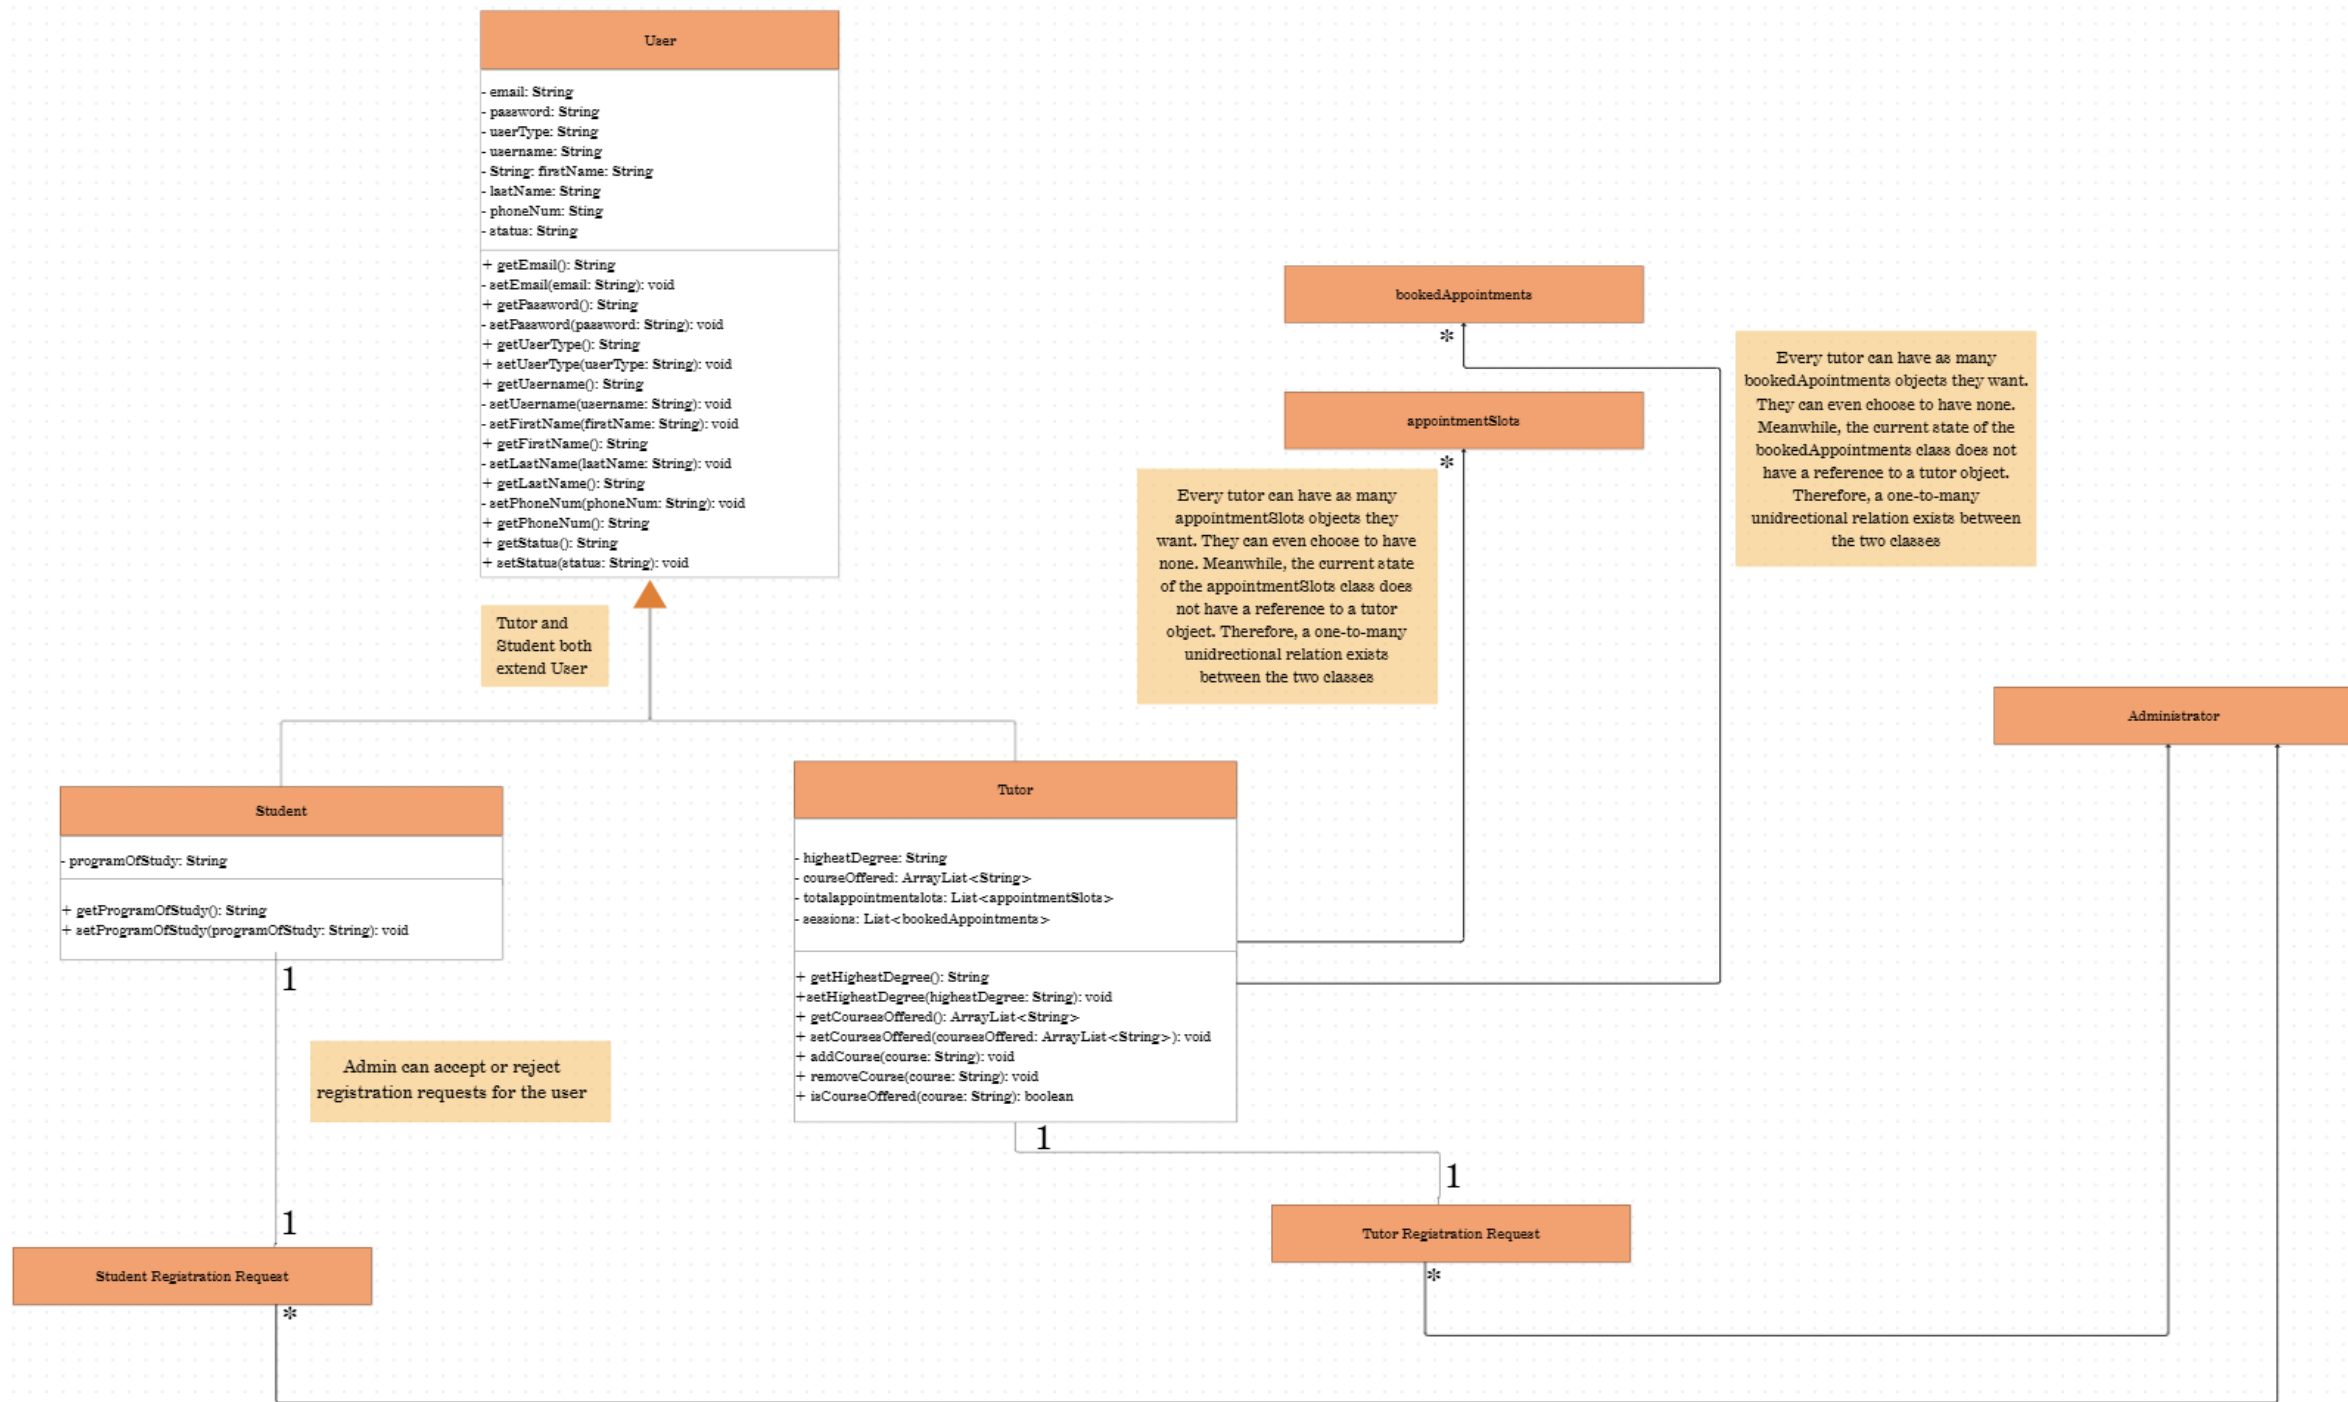 User
- email: String
- password: String
- userType: String
- username: String
- String: firstName: String
- lastName: String
- phoneNum: Sting
- status: String
+ getEmail(): String
- setEmail(email: String): void
+ getPassword(): String
- setPassword(password: String): void
+ getUserType(): String
+ setUserType(userType: String): void
+ getUsername(): String
- setUsername(username: String): void
- setFirstName(firstName: String): void
+ getFirstName(): String
- setLastName(lastName: String): void
+ getLastName(): String
- setPhoneNum(phoneNum: String): void
+ getPhoneNum(): String
+ getStatus(): String
+ setStatus(status: String): void
Tutor and
Student both
extend User
bookedAppointments
*
Every tutor can have as many
bookedApointments objects they want.
They can even choose to have none.
Meanwhile, the current state of the
bookedAppointments class does not
have a reference to a tutor object.
Therefore, a one-to-many
unidrectional relation exists between
the two classes
appointmentSlots
*
Every tutor can have as many
appointmentSlots objects they
want. They can even choose to have
none. Meanwhile, the current state
of the appointmentSlots class does
not have a reference to a tutor
object. Therefore, a one-to-many
unidrectional relation exists
between the two classes
Administrator
Student
- programOfStudy: String
+ getProgramOfStudy(): String
+ setProgramOfStudy(programOfStudy: String): void
1
Tutor
- highestDegree: String
- courseOffered: ArrayList<String>
- totalappointmentslots: List<appointmentSlots>
- sessions: List<bookedAppointments>
+ getHighestDegree(): String
+setHighestDegree(highestDegree: String): void
+ getCoursesOffered(): ArrayList<String>
+ setCoursesOffered(coursesOffered: ArrayList<String>): void
+ addCourse(course: String): void
+ removeCourse(course: String): void
+ isCourseOffered(course: String): boolean
1
Admin can accept or reject
registration requests for the user
1
Tutor Registration Request
*
1
Student Registration Request
*